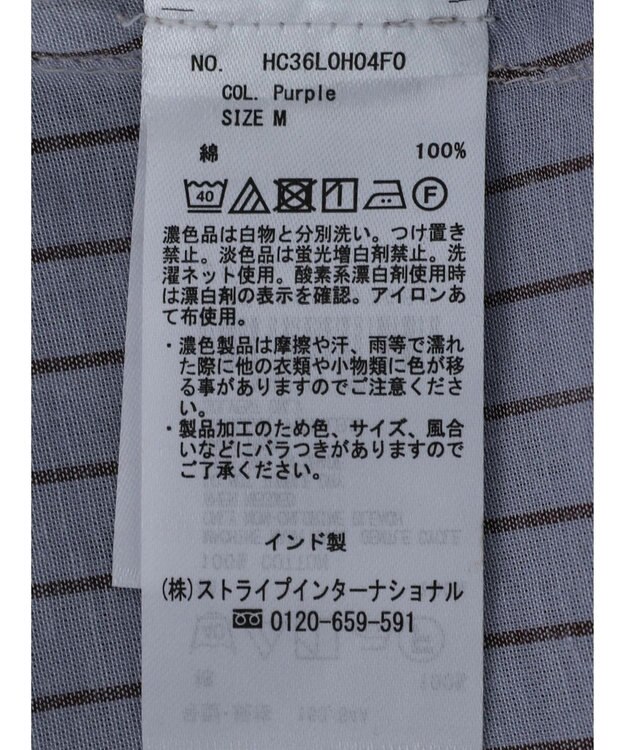 NO. HC36L0H04F0
COL. Purple
SIZE M
綿 100%
40 F
濃色品は白物と分別洗い。つけ置き
禁止。淡色品は蛍光増白剤禁止。洗
濯ネット使用。酸素系漂白剤使用時
は漂白剤の表示を確認。アイロンあ
て布使用。
・濃色製品は摩擦や汗、雨等で濡れ
た際に他の衣類や小物類に色が移
る事がありますのでご注意くださ
い。
・製品加工のため色、サイズ、風合
いなどにバラつきがありますので
ご了承ください。
インド製
(株)ストライプインターナショナル
0120-659-591